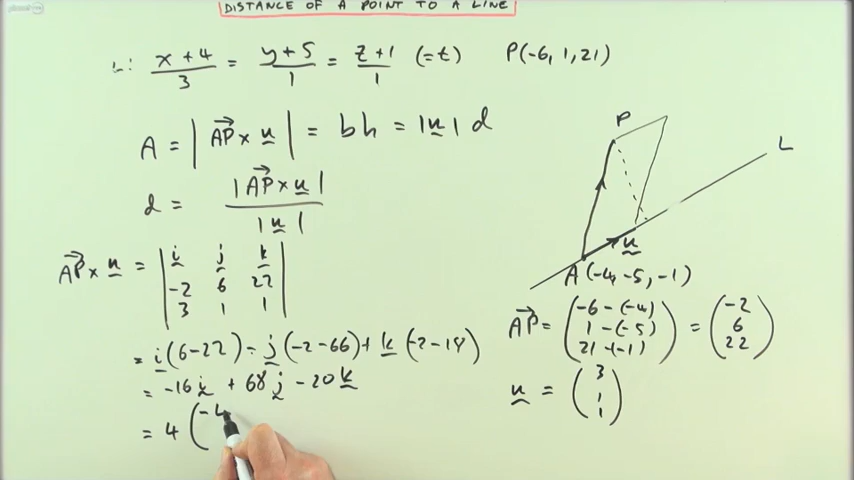 DISTANCE OF A POINT TO A LINE
L: (x+4)/3 = (y+5)/1 = (z+1)/1 (=t) P(-6, 1, 21)
A = |AP⃗ × u| = bh = |u| d
d = |AP⃗ × u| / |u|
AP⃗ × u = | i j k |
| -2 6 22 |
| 3 1 1 |
= i(6-22) - j(-2-66) + k(-2-18)
= -16i + 68j - 20k
= 4 ( -4
P
L
u
A(-4, -5, -1)
AP⃗ = ( -6-(-4) ) = ( -2 )
( 1-(-5) ) ( 6 )
( 21-(-1) ) ( 22 )
u = ( 3 )
( 1 )
( 1 )